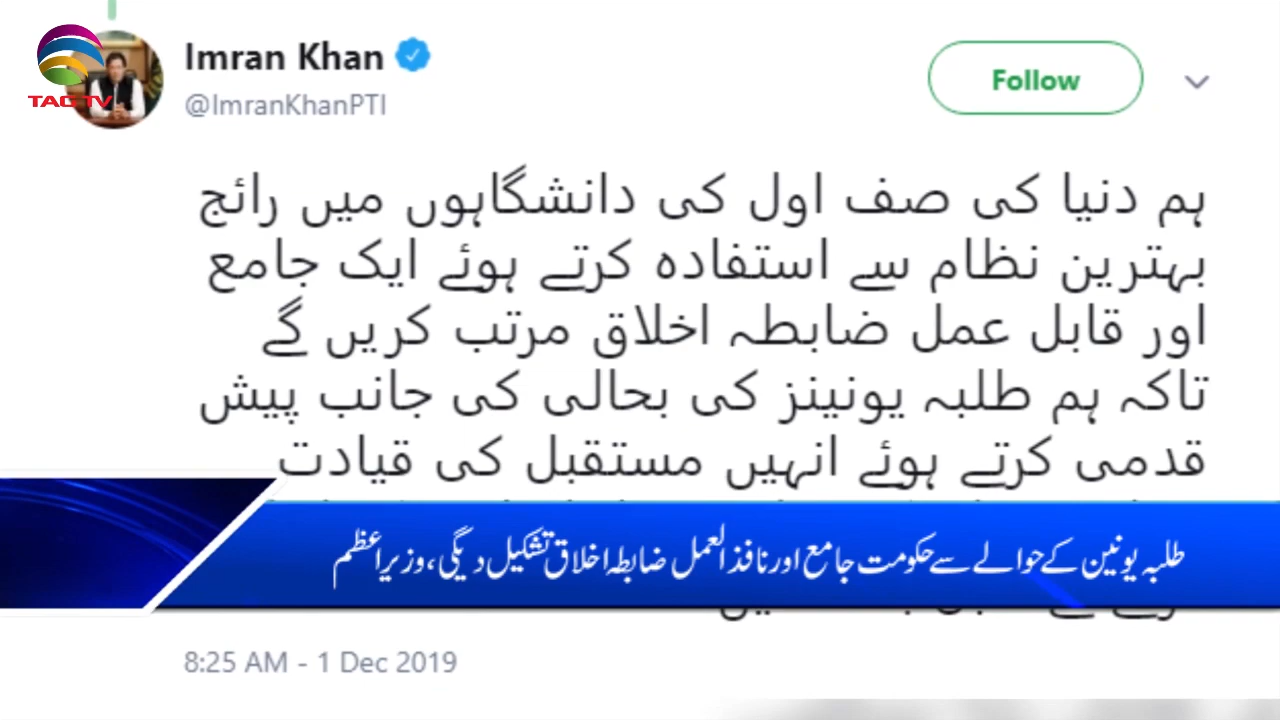 TAG TV
Imran Khan
@ImranKhanPTI
Follow
ہم دنیا کی صف اول کی دانشگاہوں میں رائج
بہترین نظام سے استفادہ کرتے ہوئے ایک جامع
اور قابل عمل ضابطہ اخلاق مرتب کریں گے
تاکہ ہم طلبہ یونینز کی بحالی کی جانب پیش
قدمی کرتے ہوئے انہیں مستقبل کی قیادت
طلبہ یونین کے حوالے سے حکومت جامع اور نافذ العمل ضابطہ اخلاق تشکیل دیگی، وزیراعظم
8:25 AM - 1 Dec 2019